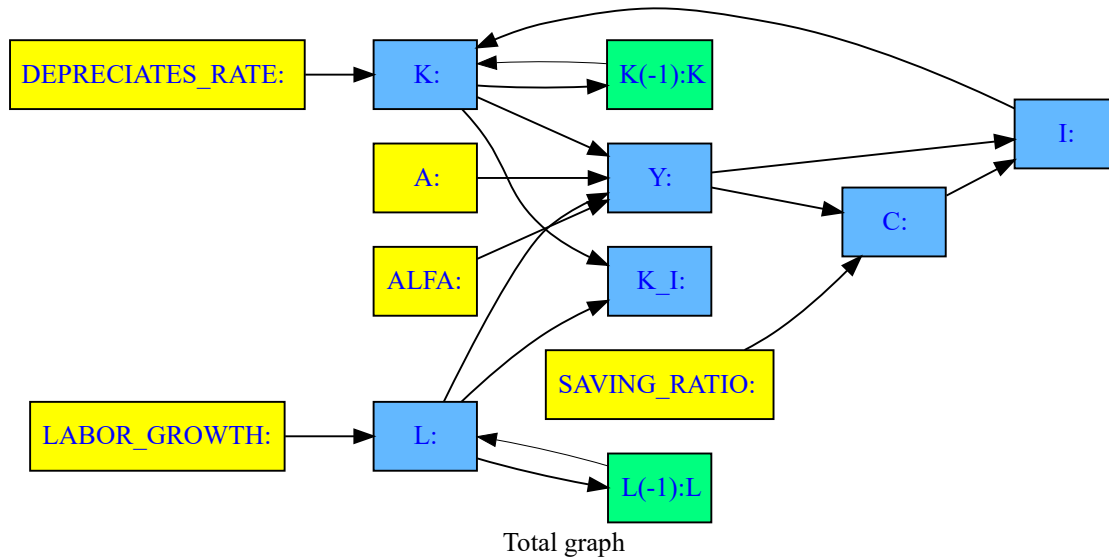 DEPRECIATES_RATE:
K:
K(-1):K
I:
A:
Y:
C:
ALFA:
K_I:
SAVING_RATIO:
LABOR_GROWTH:
L:
L(-1):L
Total graph